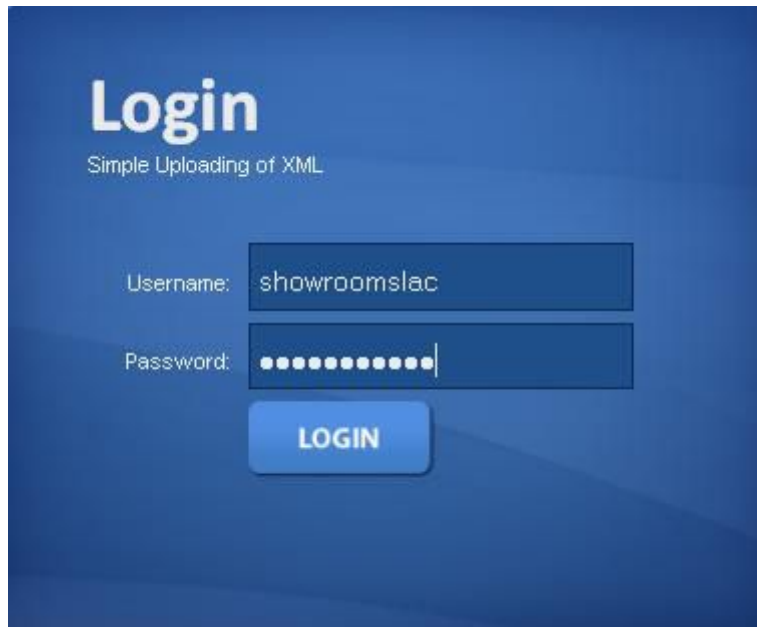 Login
Simple Uploading of XML
Username: showroomslac
Password: ●●●●●●●●●●●
LOGIN